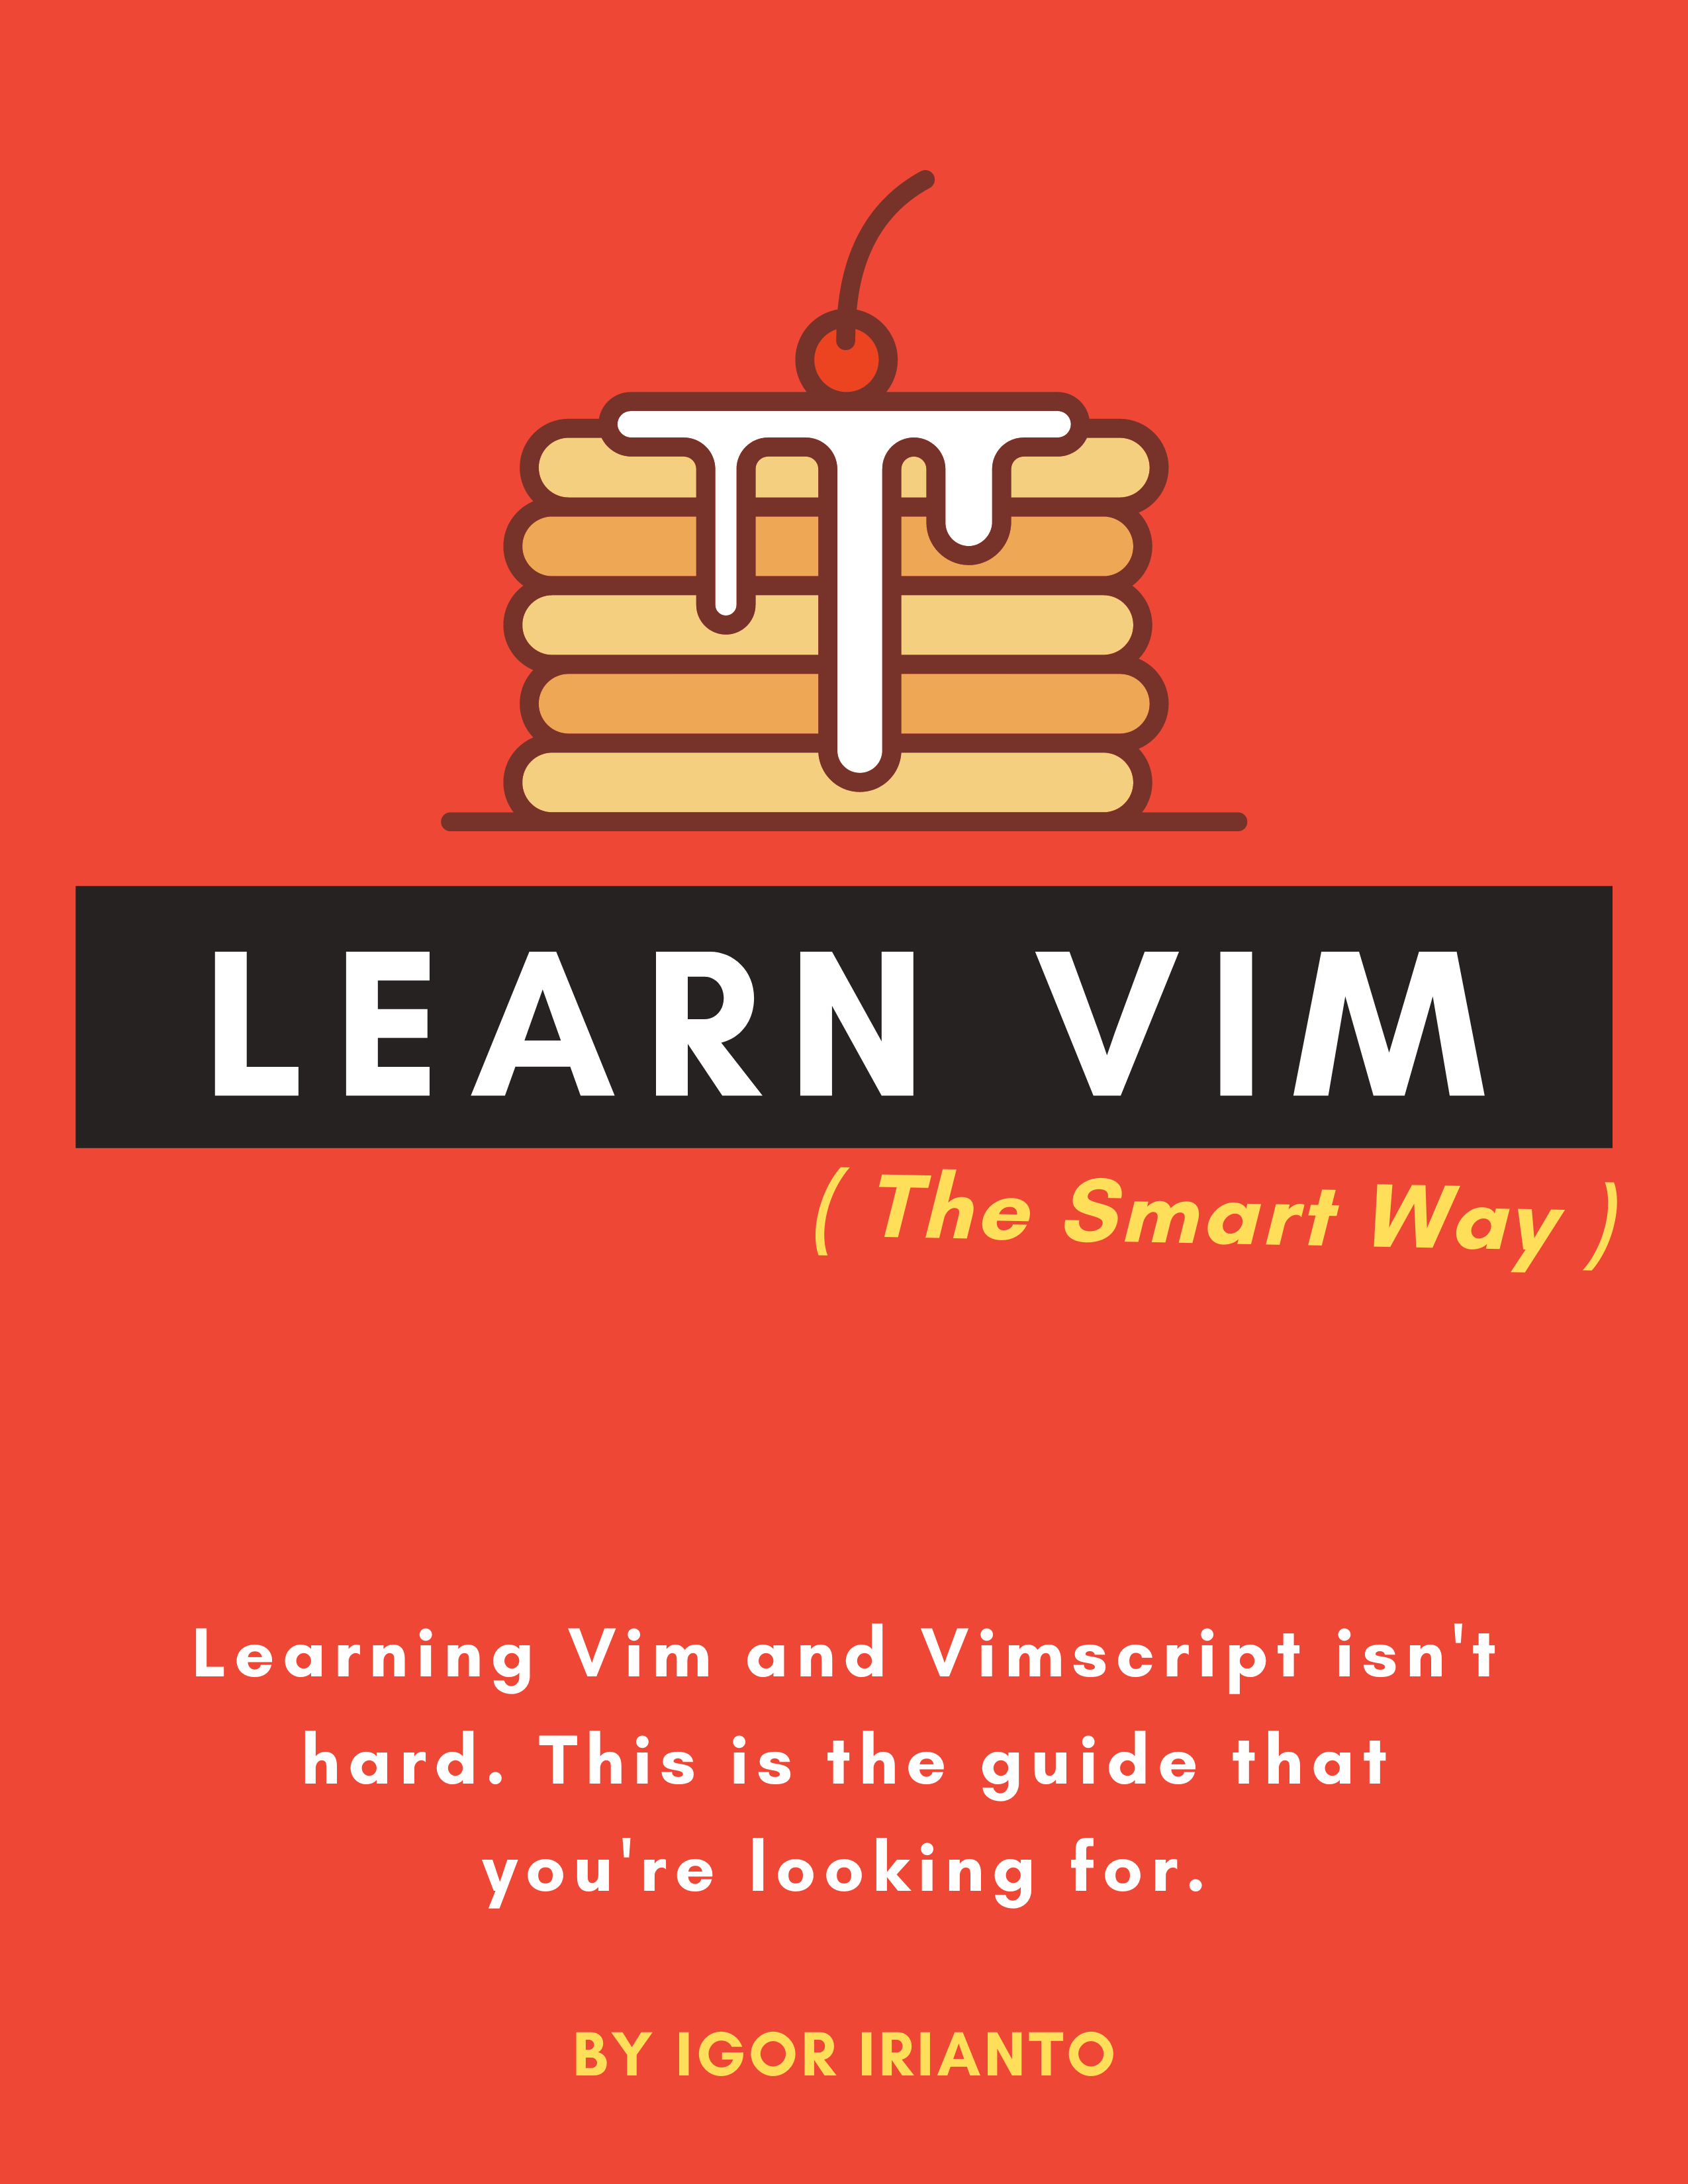 LEARN VIM
( The Smart Way )
Learning Vim and Vimscript isn't
hard. This is the guide that
you're looking for.
BY IGOR IRIANTO